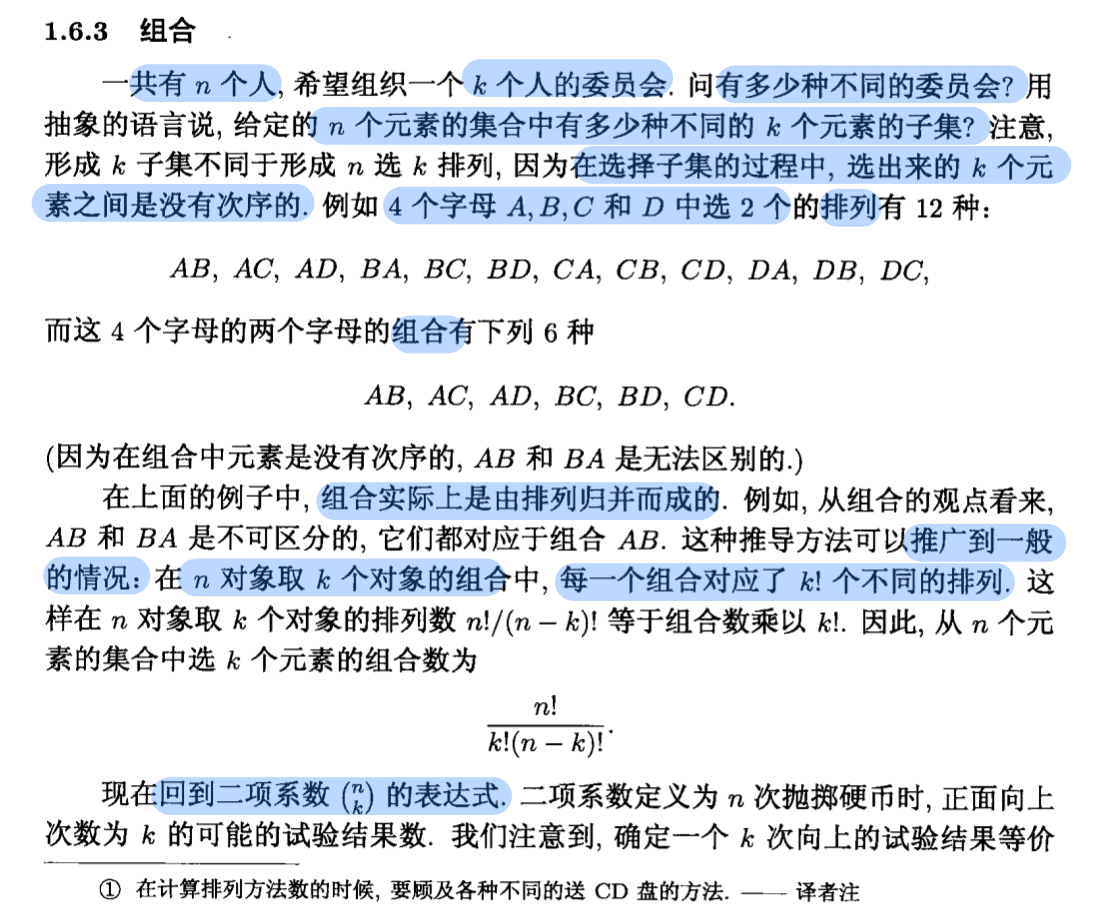 1.6.3 组合
一共有 n 个人, 希望组织一个 k 个人的委员会. 问有多少种不同的委员会? 用
抽象的语言说, 给定的 n 个元素的集合中有多少种不同的 k 个元素的子集? 注意,
形成 k 子集不同于形成 n 选 k 排列, 因为在选择子集的过程中, 选出来的 k 个元
素之间是没有次序的. 例如 4 个字母 A, B, C 和 D 中选 2 个的排列有 12 种:
AB, AC, AD, BA, BC, BD, CA, CB, CD, DA, DB, DC,
而这 4 个字母的两个字母的组合有下列 6 种
AB, AC, AD, BC, BD, CD.
(因为在组合中元素是没有次序的, AB 和 BA 是无法区别的.)
在上面的例子中, 组合实际上是由排列归并而成的. 例如, 从组合的观点看来,
AB 和 BA 是不可区分的, 它们都对应于组合 AB. 这种推导方法可以推广到一般
的情况: 在 n 对象取 k 个对象的组合中, 每一个组合对应了 k! 个不同的排列. 这
样在 n 对象取 k 个对象的排列数 n!/(n − k)! 等于组合数乘以 k!. 因此, 从 n 个元
素的集合中选 k 个元素的组合数为
n!
k!(n − k)!.
现在回到二项系数 (n k) 的表达式. 二项系数定义为 n 次抛掷硬币时, 正面向上
次数为 k 的可能的试验结果数. 我们注意到, 确定一个 k 次向上的试验结果等价
① 在计算排列方法数的时候, 要顾及各种不同的送 CD 盘的方法. —— 译者注